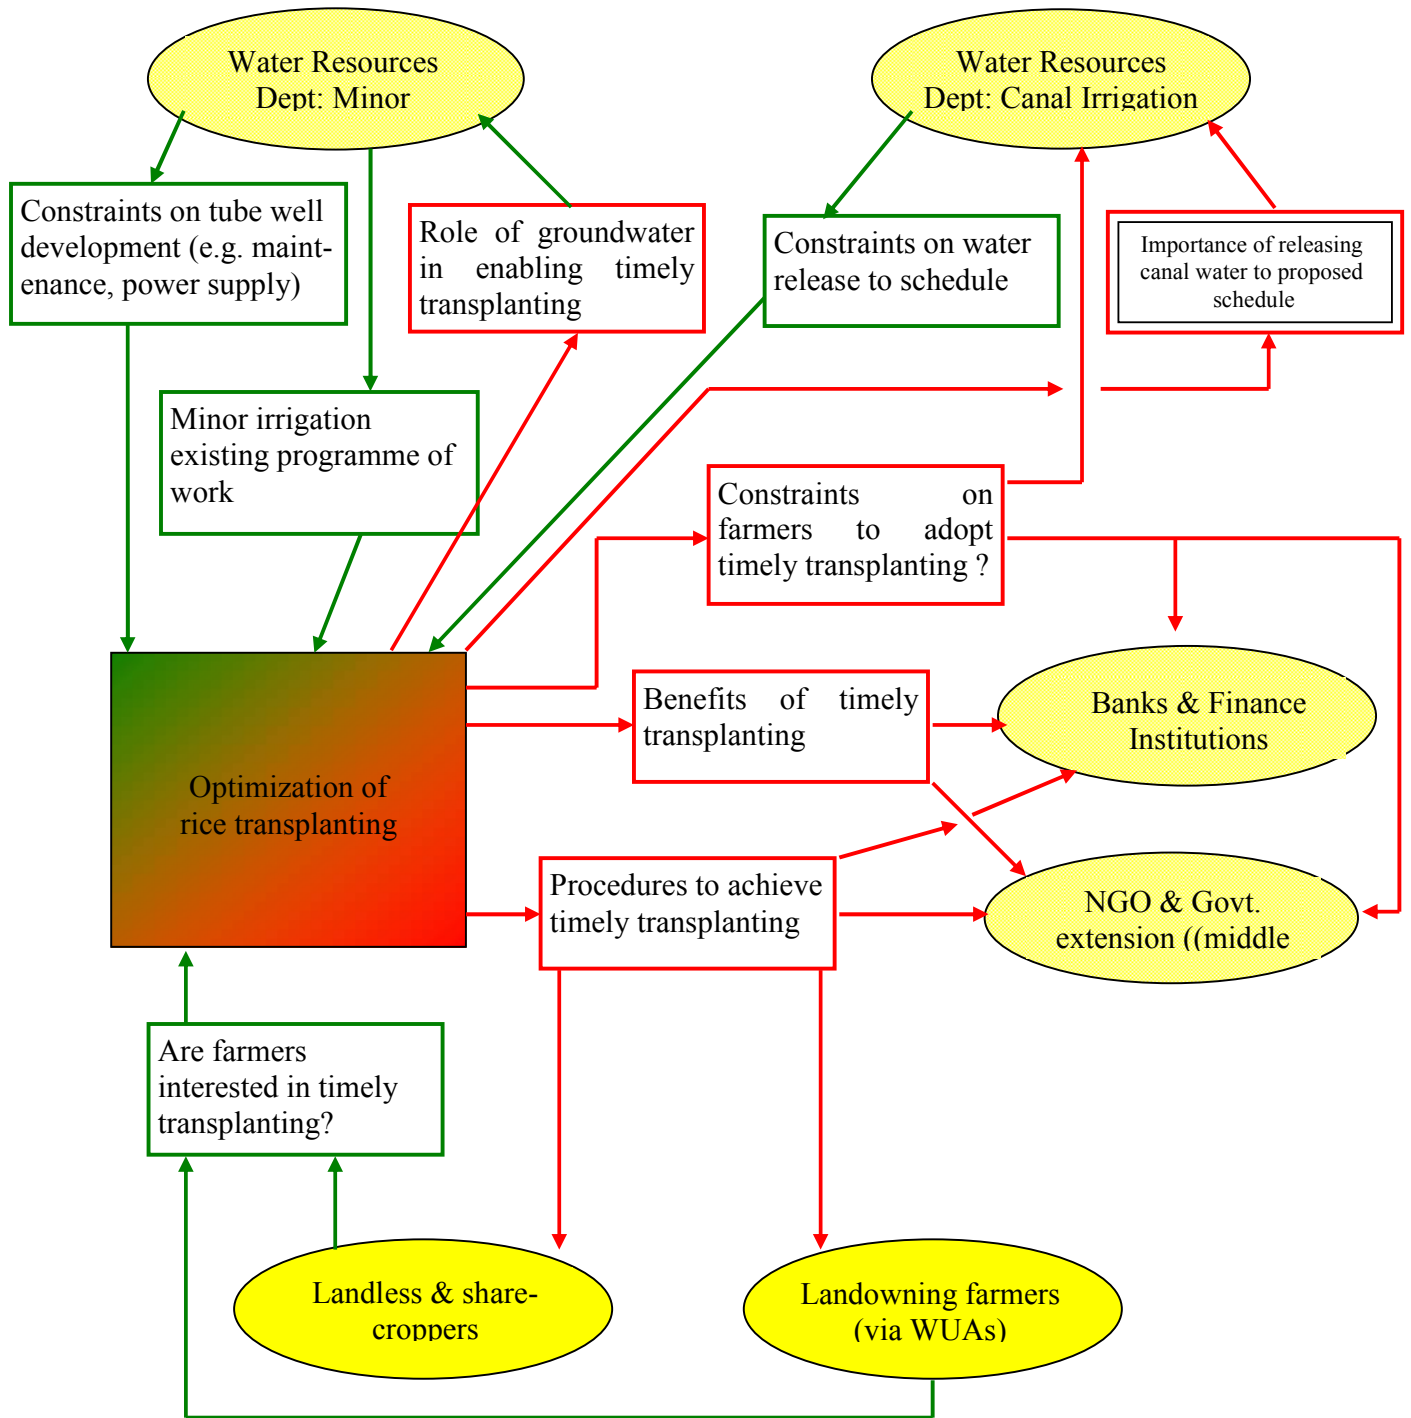 Water Resources
Dept: Minor
Water Resources
Dept: Canal Irrigation
Constraints on tube well
development (e.g. maint-
enance, power supply)
Role of groundwater
in enabling timely
transplanting
Constraints on water
release to schedule
Importance of releasing
canal water to proposed
schedule
Minor irrigation
existing programme of
work
Constraints on
farmers to adopt
timely transplanting ?
Benefits of timely
transplanting
Banks & Finance
Institutions
Optimization of
rice transplanting
Procedures to achieve
timely transplanting
NGO & Govt.
extension ((middle
Are farmers
interested in timely
transplanting?
Landless & share-
croppers
Landowning farmers
(via WUAs)